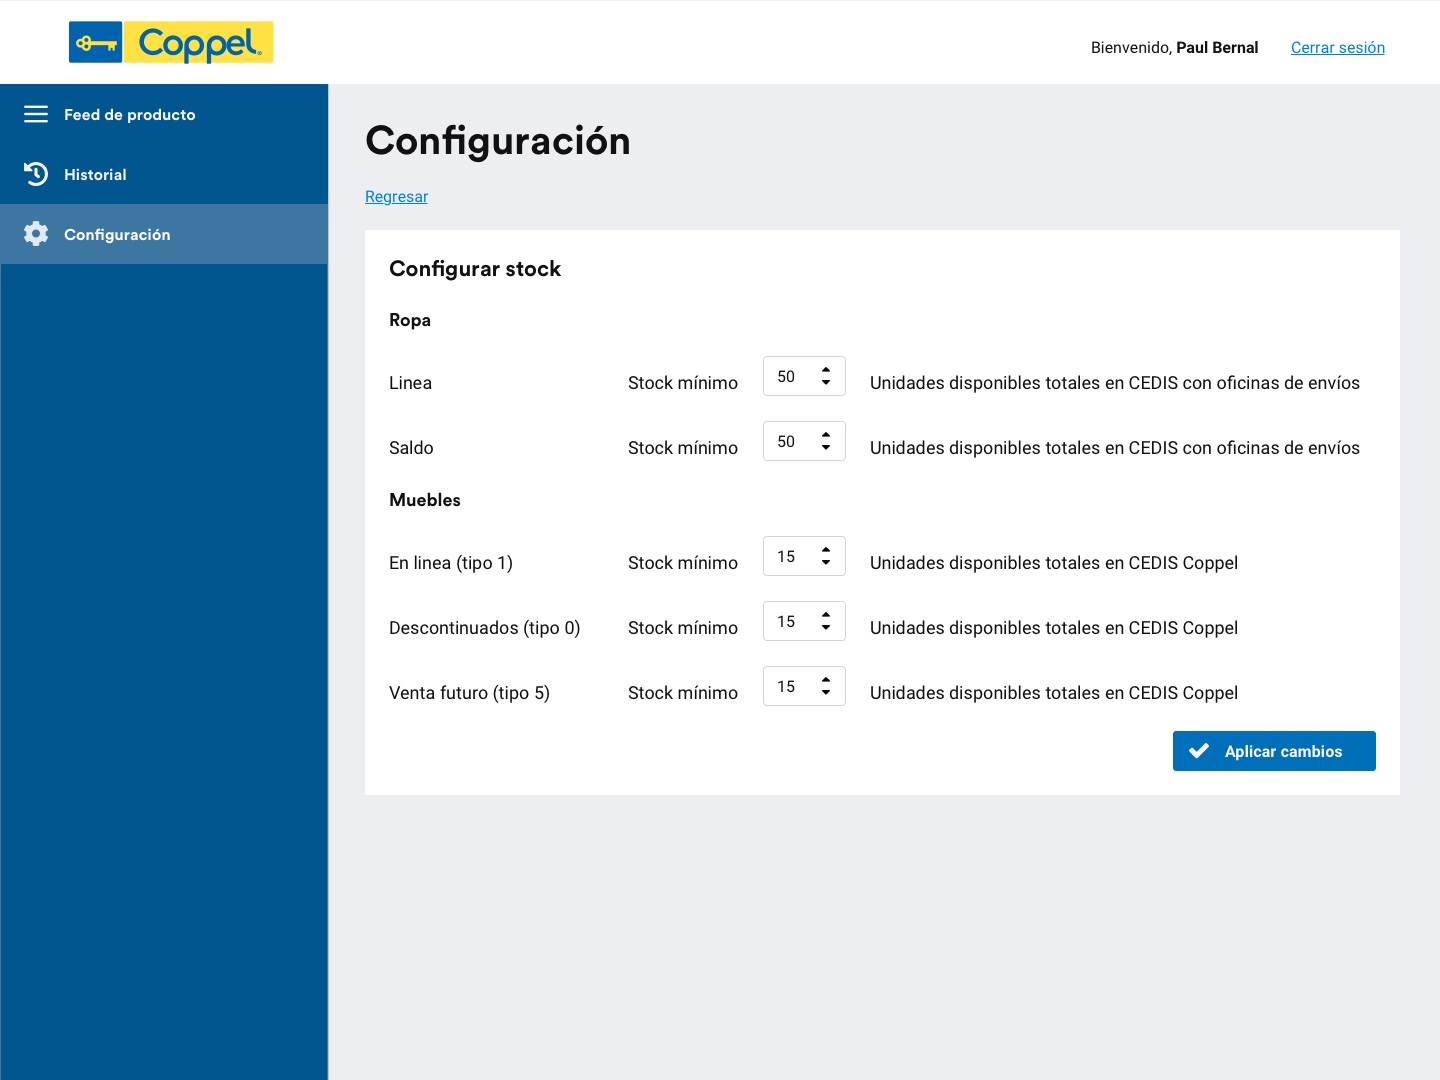 Coppel.
Bienvenido, Paul Bernal Cerrar sesión
Feed de producto
Historial
Configuración
Configuración
Regresar
Configurar stock
Ropa
Linea Stock mínimo 50 Unidades disponibles totales en CEDIS con oficinas de envíos
Saldo Stock mínimo 50 Unidades disponibles totales en CEDIS con oficinas de envíos
Muebles
En linea (tipo 1) Stock mínimo 15 Unidades disponibles totales en CEDIS Coppel
Descontinuados (tipo 0) Stock mínimo 15 Unidades disponibles totales en CEDIS Coppel
Venta futuro (tipo 5) Stock mínimo 15 Unidades disponibles totales en CEDIS Coppel
Aplicar cambios